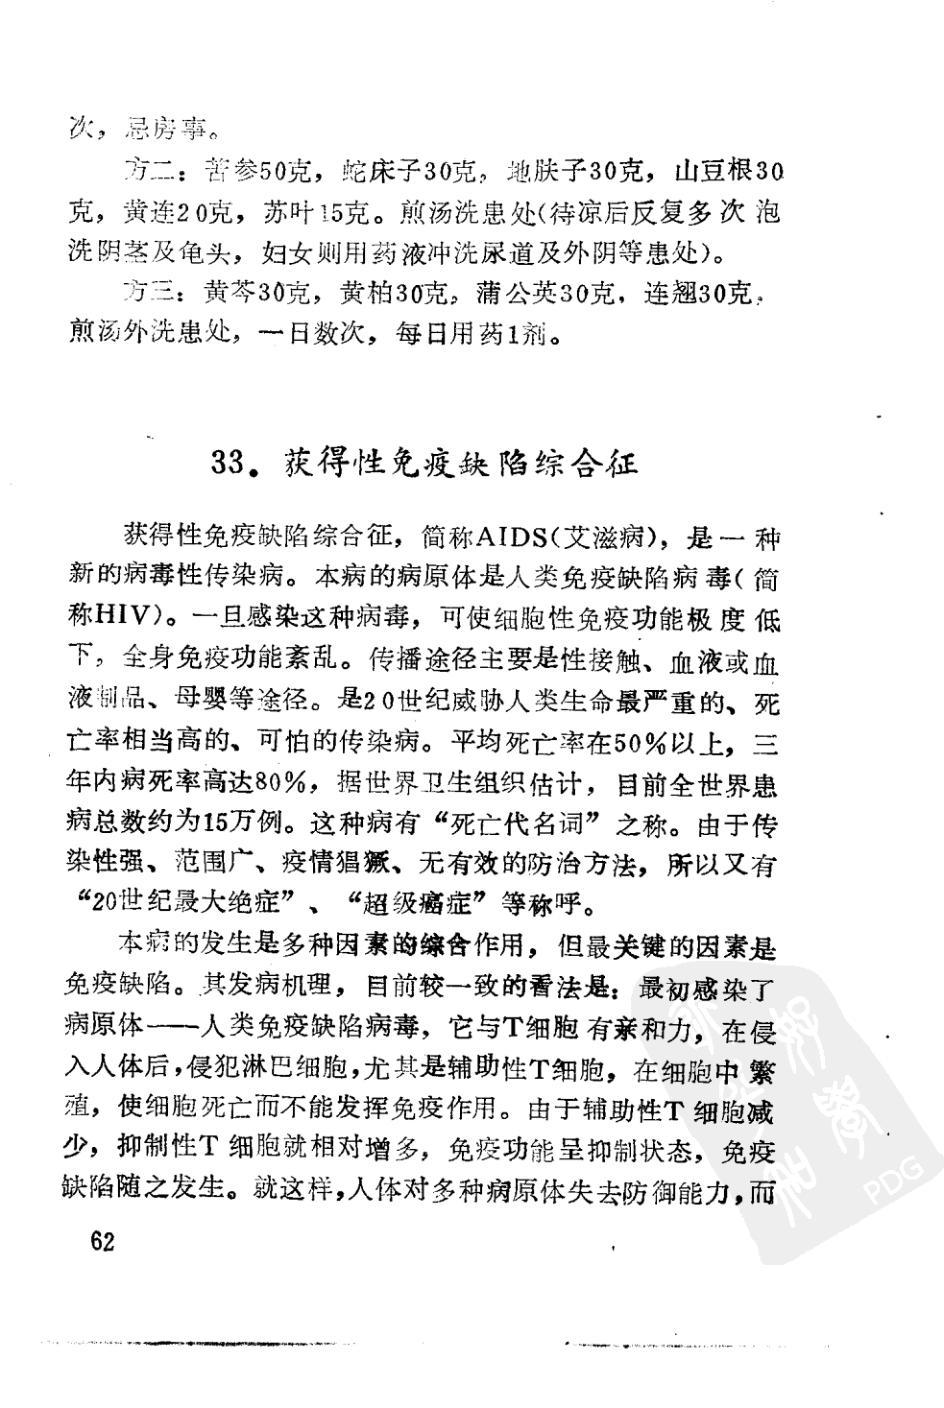 次，忌房事。
方二：苦参50克，蛇床子30克，地肤子30克，山豆根30
克，黄连20克，苏叶15克。煎汤洗患处(待凉后反复多次泡
洗阴茎及龟头，妇女则用药液冲洗尿道及外阴等患处)。
方三：黄芩30克，黄柏30克，蒲公英30克，连翘30克，
煎汤外洗患处，一日数次，每日用药1剂。
33．获得性免疫缺陷综合征
获得性免疫缺陷综合征，简称AIDS(艾滋病)，是一种
新的病毒性传染病。本病的病原体是人类免疫缺陷病毒(简
称HIV)。一旦感染这种病毒，可使细胞性免疫功能极度低
下，全身免疫功能紊乱。传播途径主要是性接触、血液或血
液制品、母婴等途径。是20世纪威胁人类生命最严重的、死
亡率相当高的、可怕的传染病。平均死亡率在50％以上，三
年内病死率高达80％，据世界卫生组织估计，目前全世界患
病总数约为15万例。这种病有“死亡代名词”之称。由于传
染性强、范围广、疫情猖獗、无有效的防治方法，所以又有
“20世纪最大绝症”、“超级癌症”等称呼。
本病的发生是多种因素的综合作用，但最关键的因素是
免疫缺陷。其发病机理，目前较一致的看法是：最初感染了
病原体——人类免疫缺陷病毒，它与T细胞有亲和力，在侵
入人体后，侵犯淋巴细胞，尤其是辅助性T细胞，在细胞中繁
殖，使细胞死亡而不能发挥免疫作用。由于辅助性T细胞减
少，抑制性T细胞就相对增多，免疫功能呈抑制状态，免疫
缺陷随之发生。就这样，人体对多种病原体失去防御能力，而
PDG
62